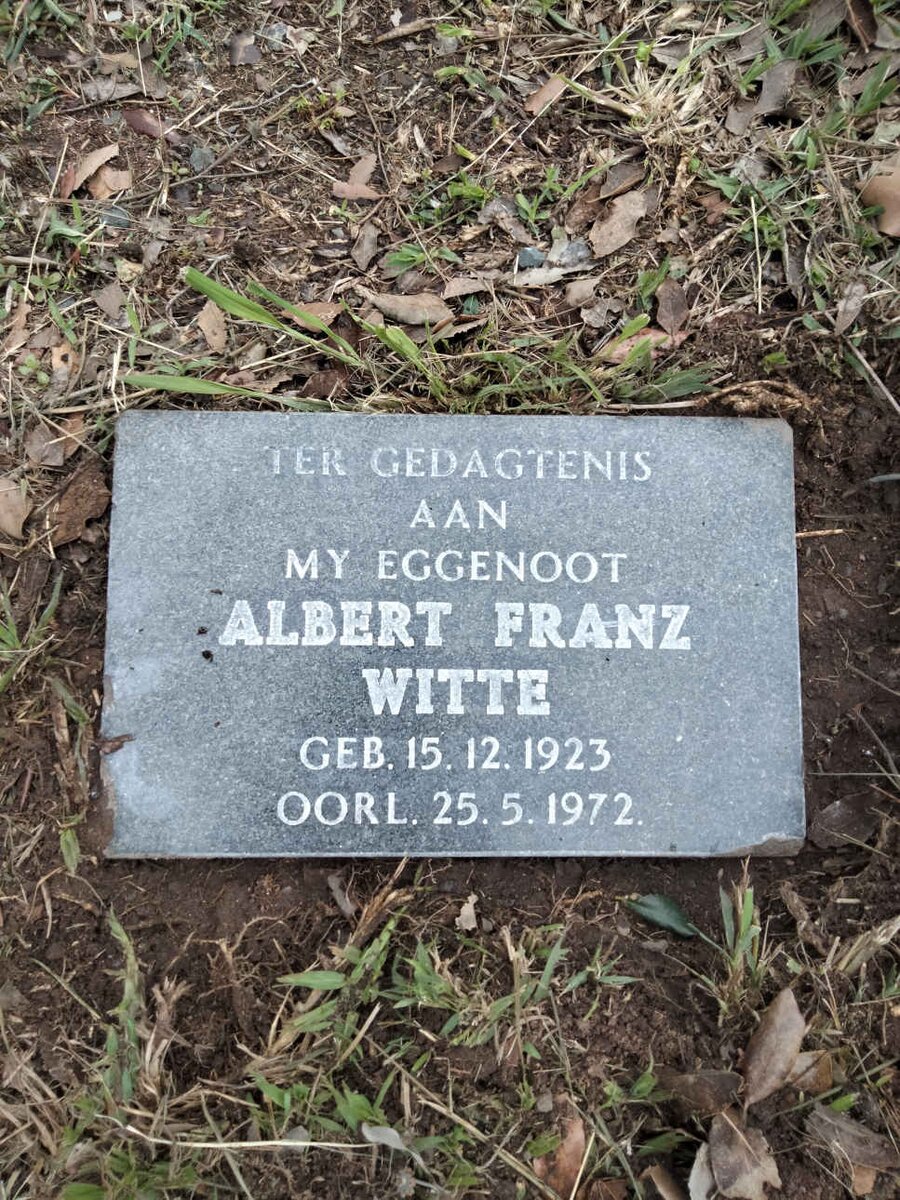 TER GEDAGTENIS
AAN
MY EGGENOOT
ALBERT FRANZ
WITTE
GEB. 15. 12. 1923
OORL. 25. 5. 1972.